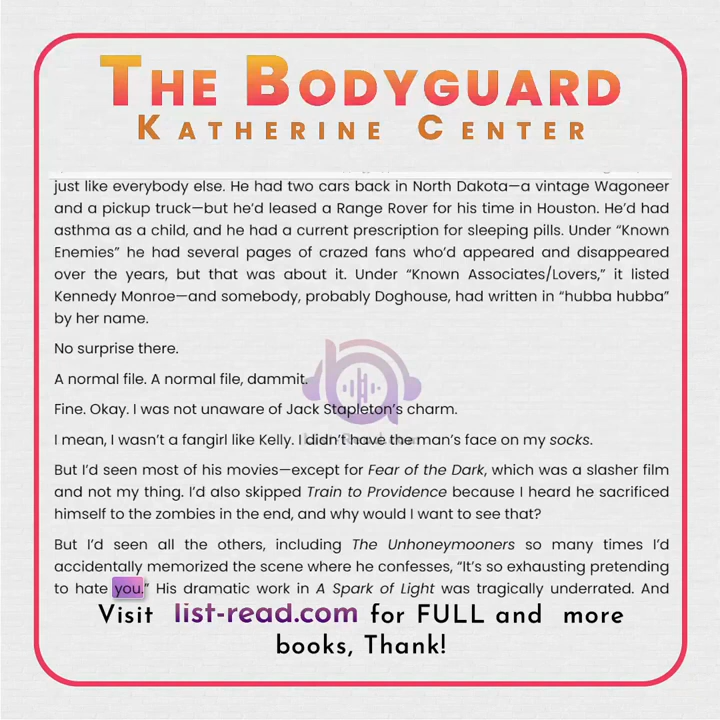 THE BODYGUARD
KATHERINE CENTER
just like everybody else. He had two cars back in North Dakota—a vintage Wagoneer
and a pickup truck—but he’d leased a Range Rover for his time in Houston. He’d had
asthma as a child, and he had a current prescription for sleeping pills. Under “Known
Enemies” he had several pages of crazed fans who’d appeared and disappeared
over the years, but that was about it. Under “Known Associates/Lovers,” it listed
Kennedy Monroe—and somebody, probably Doghouse, had written in “hubba hubba”
by her name.
No surprise there.
A normal file. A normal file, dammit.
Fine. Okay. I was not unaware of Jack Stapleton’s charm.
I mean, I wasn’t a fangirl like Kelly. I didn’t have the man’s face on my socks.
But I’d seen most of his movies—except for Fear of the Dark, which was a slasher film
and not my thing. I’d also skipped Train to Providence because I heard he sacrificed
himself to the zombies in the end, and why would I want to see that?
But I’d seen all the others, including The Unhoneymooners so many times I’d
accidentally memorized the scene where he confesses, “It’s so exhausting pretending
to hate you.” His dramatic work in A Spark of Light was tragically underrated. And
Visit list-read.com for FULL and more
books, Thank!